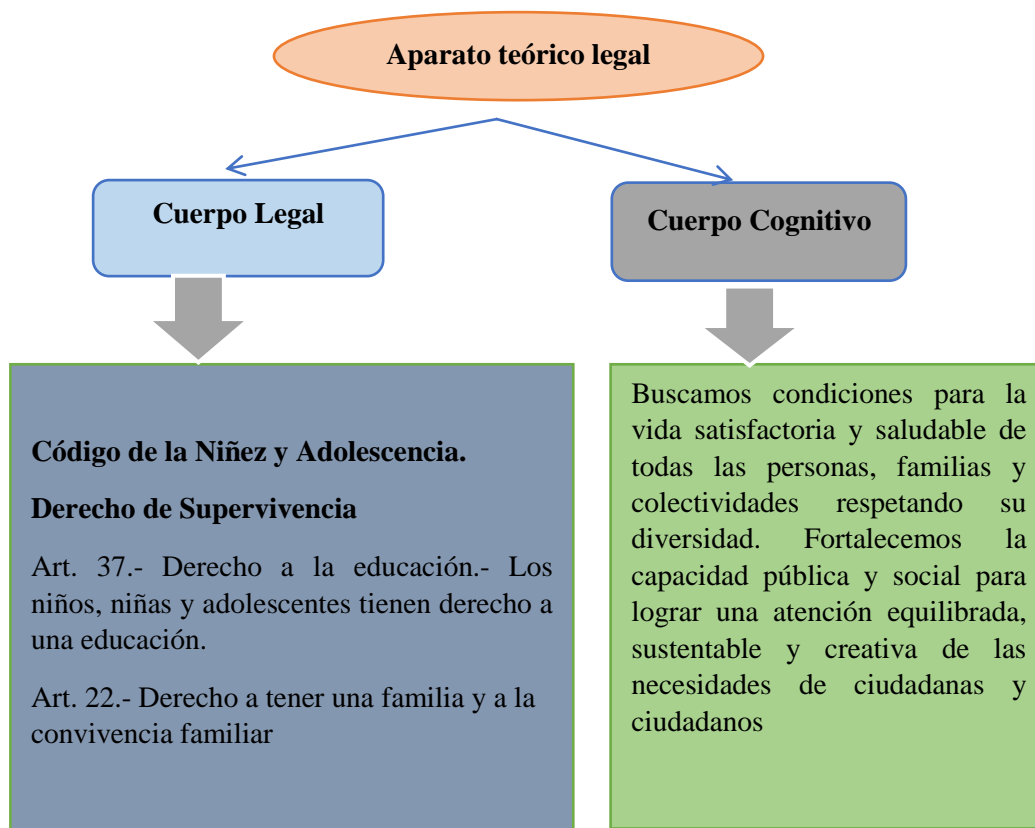 Aparato teórico legal
Cuerpo Legal
Cuerpo Cognitivo
Código de la Niñez y Adolescencia.
Derecho de Supervivencia
Art. 37.- Derecho a la educación.- Los
niños, niñas y adolescentes tienen derecho a
una educación.
Art. 22.- Derecho a tener una familia y a la
convivencia familiar
Buscamos condiciones para la
vida satisfactoria y saludable de
todas las personas, familias y
colectividades respetando su
diversidad. Fortalecemos la
capacidad pública y social para
lograr una atención equilibrada,
sustentable y creativa de las
necesidades de ciudadanas y
ciudadanos